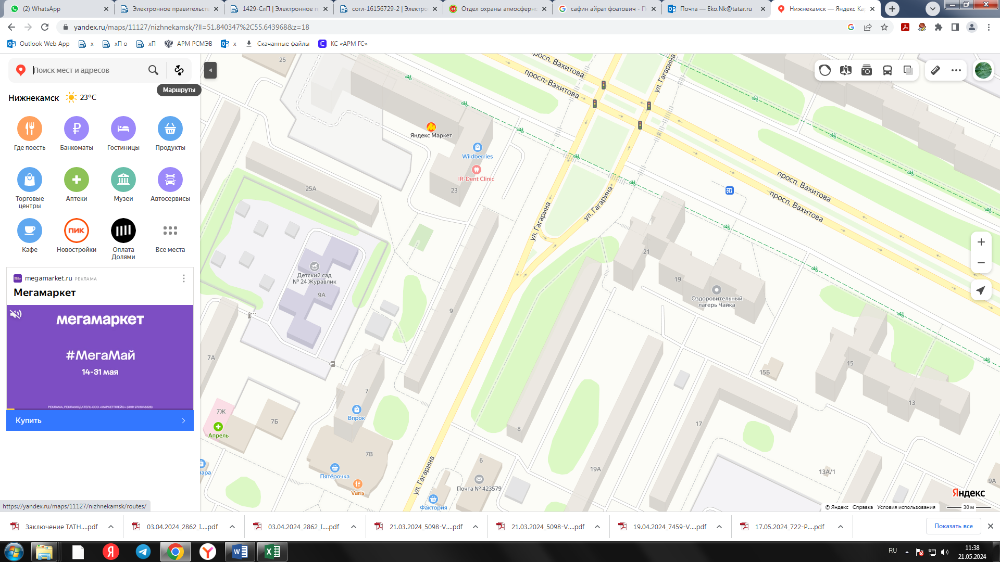 (2) WhatsApp
Электронное правительств
1429-СлП | Электронное п
согл-16156729-2 | Электро
Отдел охраны атмосферно
сафин айрат фоатович - П
Почта — Eko.Nk@tatar.ru
Нижнекамск — Яндекс Ка
yandex.ru/maps/11127/nizhnekamsk/?ll=51.840347%2C55.643968&z=18
Outlook Web App
х
хП о
хП
АРМ РСМЭВ
х
Скачанные файлы
КС «АРМ ГС»
Поиск мест и адресов
Маршруты
Нижнекамск
23°C
Где поесть
Банкоматы
Гостиницы
Продукты
Торговые центры
Аптеки
Музеи
Автосервисы
Кафе
ПИК
Новостройки
Оплата Долями
Все места
megamarket.ru РЕКЛАМА
Мегамаркет
мегамаркет
#МегаМай
14-31 мая
РЕКЛАМА, РЕКЛАМОДАТЕЛЬ ООО «МАРКЕТПЛЕЙС» (ИНН 9701048328)
Купить
https://yandex.ru/maps/11127/nizhnekamsk/routes/
25
просп. Вахитова
просп. Вахитова
ул. Гагарина
Яндекс Маркет
Wildberries
IR-Dent Clinic
23
25А
просп. Вахитова
просп. Вахитова
ул. Гагарина
ул. Гагарина
21
19
Оздоровительный
лагерь Чайка
Детский сад
№ 24 Журавлик
9А
9
7А
15
15Б
13
7
Впрок
7Ж
7Б
Апрель
8
17
7В
6
19А
13А/1
9А
Пятёрочка
Varis
ул. Гагарина
Почта № 423579
Фактория
Яндекс
© Яндекс Справка Условия использования
30 м
Заключение ТАТН....pdf
03.04.2024_2862_I....pdf
03.04.2024_2862_I....pdf
21.03.2024_5098-V....pdf
21.03.2024_5098-V....pdf
19.04.2024_7459-V....pdf
17.05.2024_722-P....pdf
Показать все
RU
11:38
21.05.2024